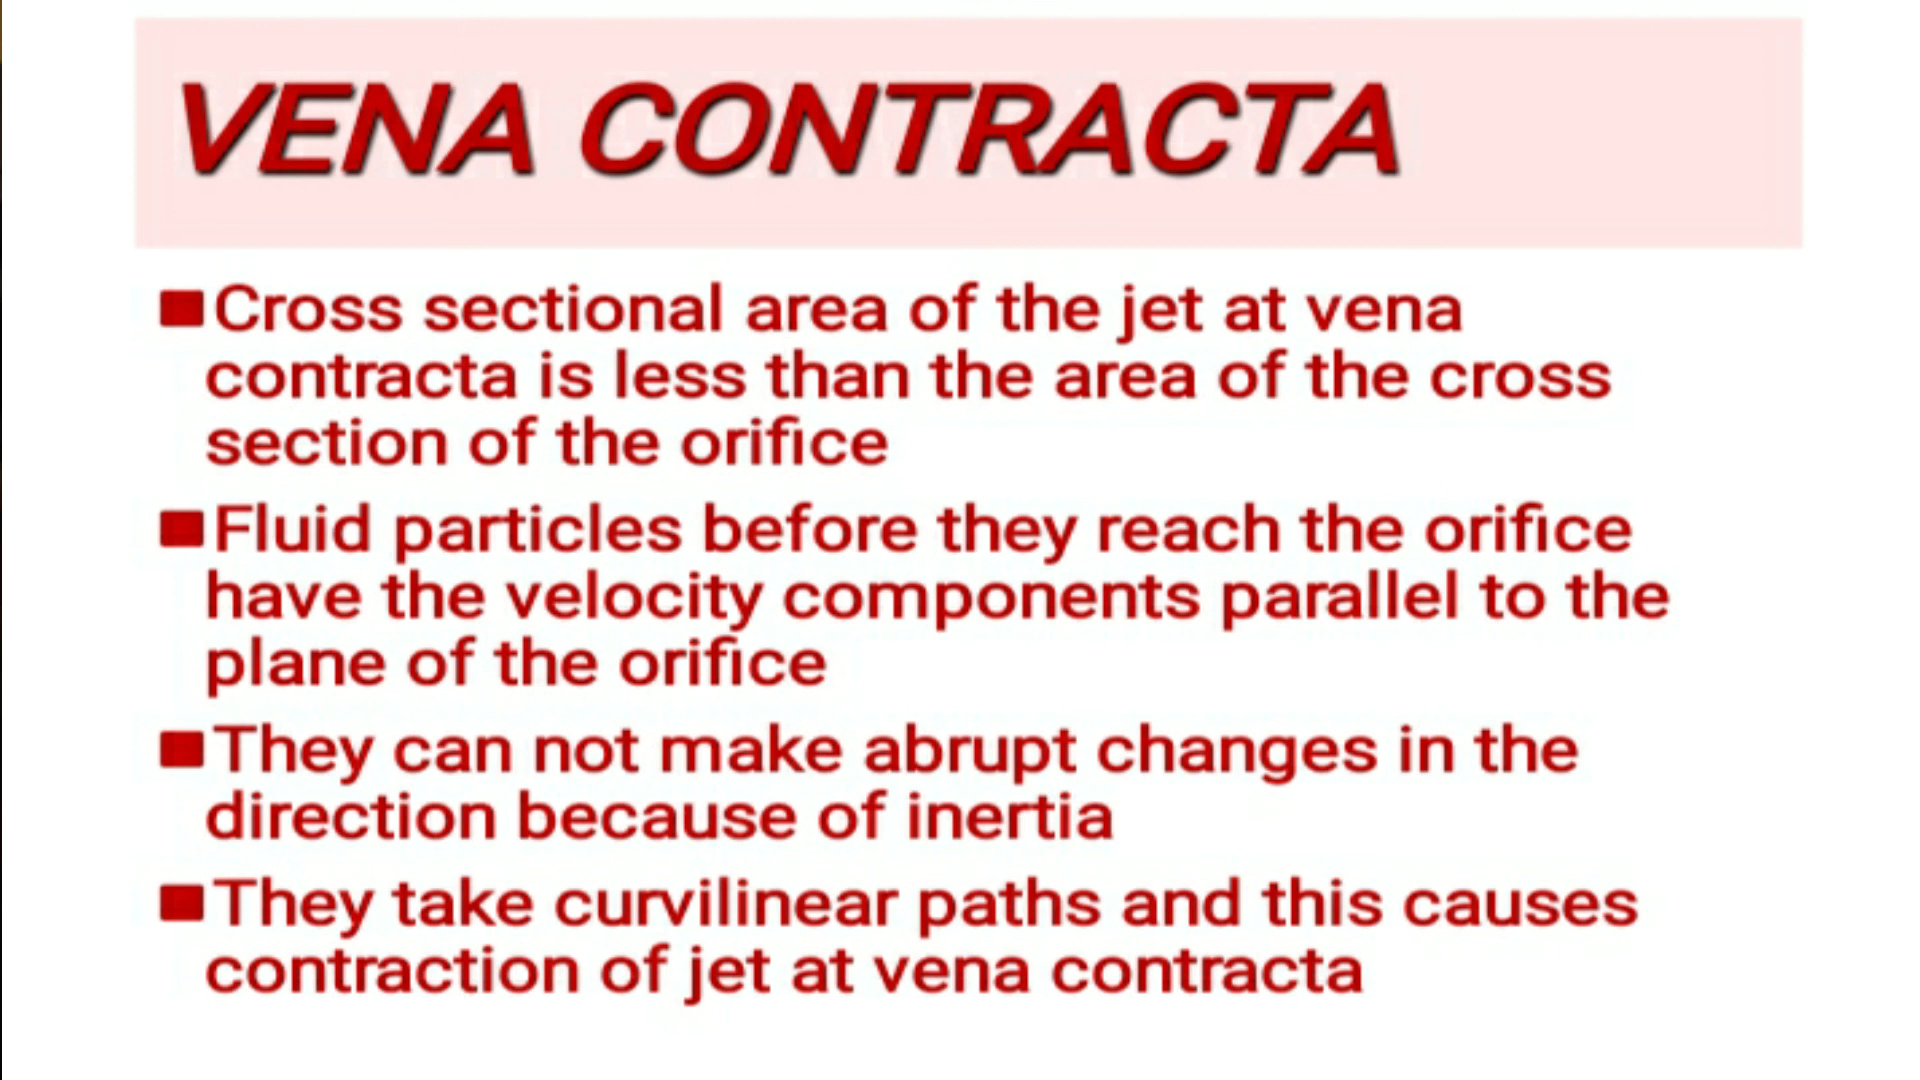 VENA CONTRACTA
Cross sectional area of the jet at vena
contracta is less than the area of the cross
section of the orifice
Fluid particles before they reach the orifice
have the velocity components parallel to the
plane of the orifice
They can not make abrupt changes in the
direction because of inertia
They take curvilinear paths and this causes
contraction of jet at vena contracta